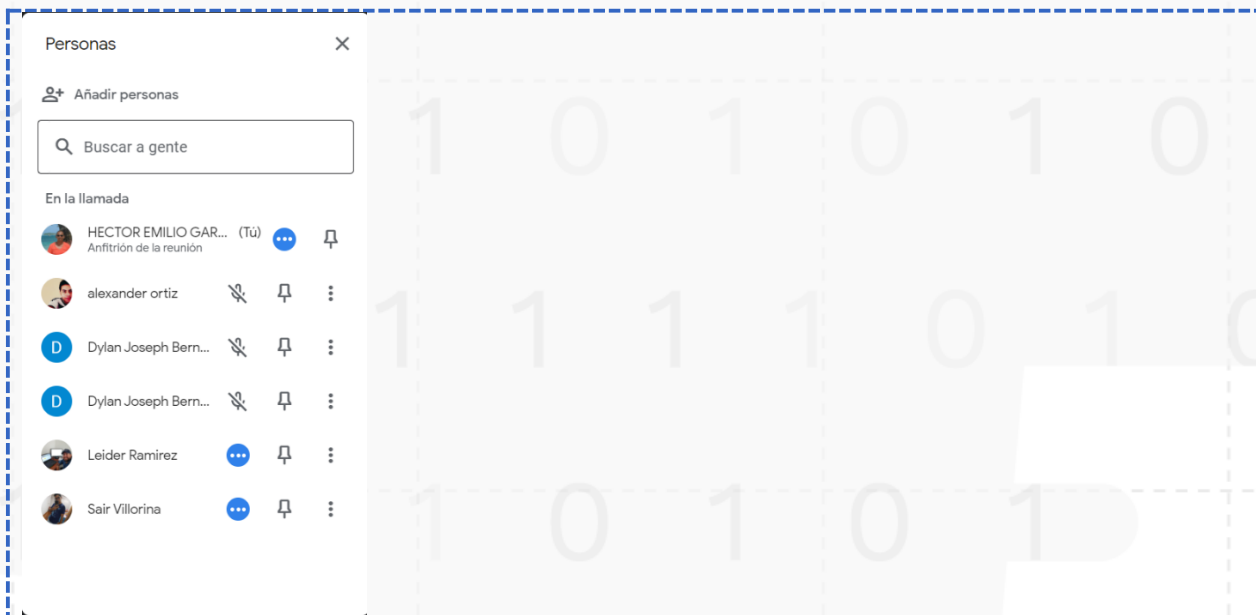 Personas
Añadir personas
Buscar a gente
En la llamada
HECTOR EMILIO GAR... (Tú)
Anfitrión de la reunión
alexander ortiz
D Dylan Joseph Bern...
D Dylan Joseph Bern...
Leider Ramirez
Sair Villorina
1 0 1 0 1 0
1 1 1 1 0 1 0
1 0 1 0 1